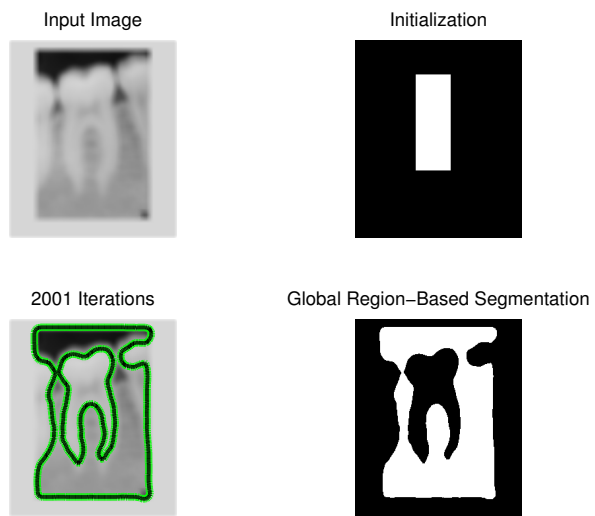 Input Image
Initialization
2001 Iterations
Global Region−Based Segmentation